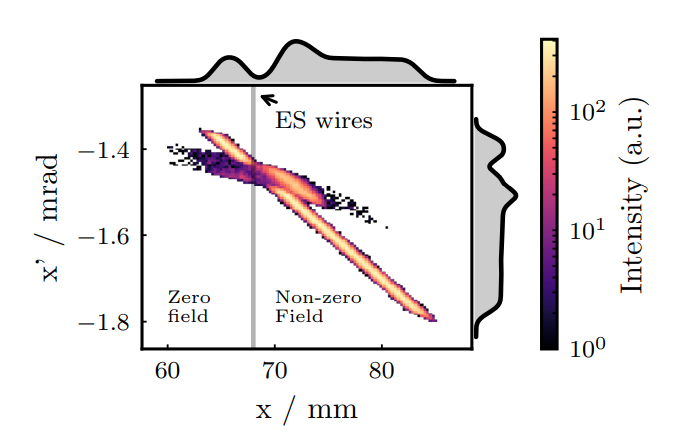 ES wires
−1.4
−1.6
−1.8
x' / mrad
Zero
field
Non-zero
Field
60
70
80
x / mm
10²
10¹
10⁰
Intensity (a.u.)